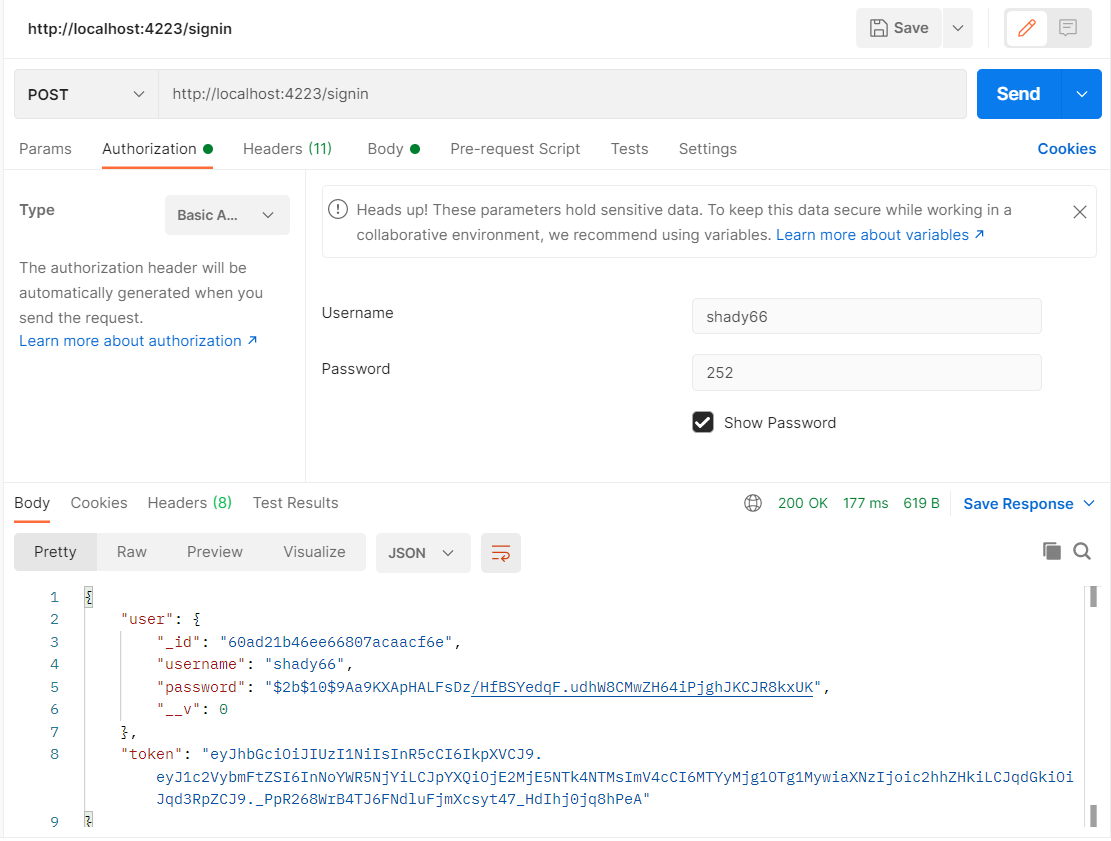 http://localhost:4223/signin
Save
POST
http://localhost:4223/signin
Send
Params Authorization Headers (11) Body Pre-request Script Tests Settings Cookies
Type
Basic A...
The authorization header will be
automatically generated when you
send the request.
Learn more about authorization ↗
Heads up! These parameters hold sensitive data. To keep this data secure while working in a
collaborative environment, we recommend using variables. Learn more about variables ↗
Username
shady66
Password
252
Show Password
Body Cookies Headers (8) Test Results
200 OK 177 ms 619 B Save Response
Pretty Raw Preview Visualize JSON
1 {
2 "user": {
3 "_id": "60ad21b46ee66807acaacf6e",
4 "username": "shady66",
5 "password": "$2b$10$9Aa9KXApHALFsDz/HfBSYedqF.udhW8CMwZH64iPjghJKCJR8kxUK",
6 "__v": 0
7 },
8 "token": "eyJhbGciOiJIUzI1NiIsInR5cCI6IkpXVCJ9.
eyJ1c2VybmFtZSI6InNoYWR5NjYiLCJpYXQiOjE2MjE5NTk4NTMsImV4cCI6MTYyMjg1OTg1MywiaXNzIjoic2hhZHkiLCJqdGkiOi
Jqd3RpZCJ9._PpR268WrB4TJ6FNdluFjmXcsyt47_HdIhj0jq8hPeA"
9 }